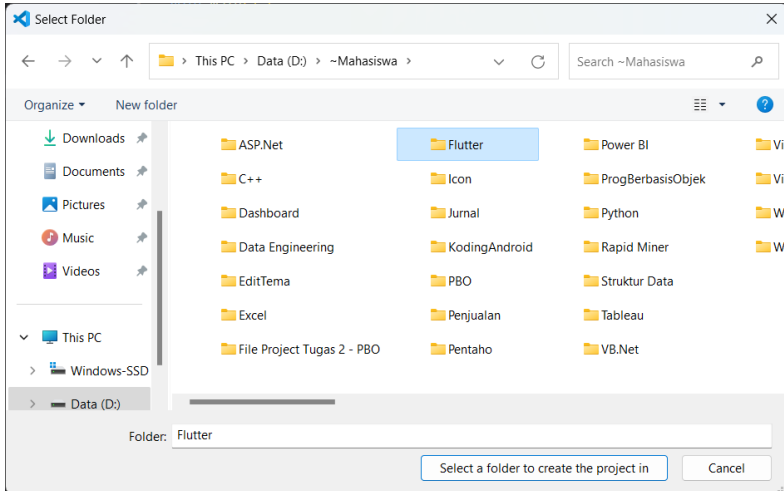 Select Folder
This PC > Data (D:) > ~Mahasiswa >
Search ~Mahasiswa
Organize
New folder
?
Downloads
Documents
Pictures
Music
Videos
This PC
Windows-SSD
Data (D:)
ASP.Net
C++
Dashboard
Data Engineering
EditTema
Excel
File Project Tugas 2 - PBO
Flutter
Icon
Jurnal
KodingAndroid
PBO
Penjualan
Pentaho
Power BI
ProgBerbasisObjek
Python
Rapid Miner
Struktur Data
Tableau
VB.Net
Vi
Vi
W
W
Folder: Flutter
Select a folder to create the project in
Cancel